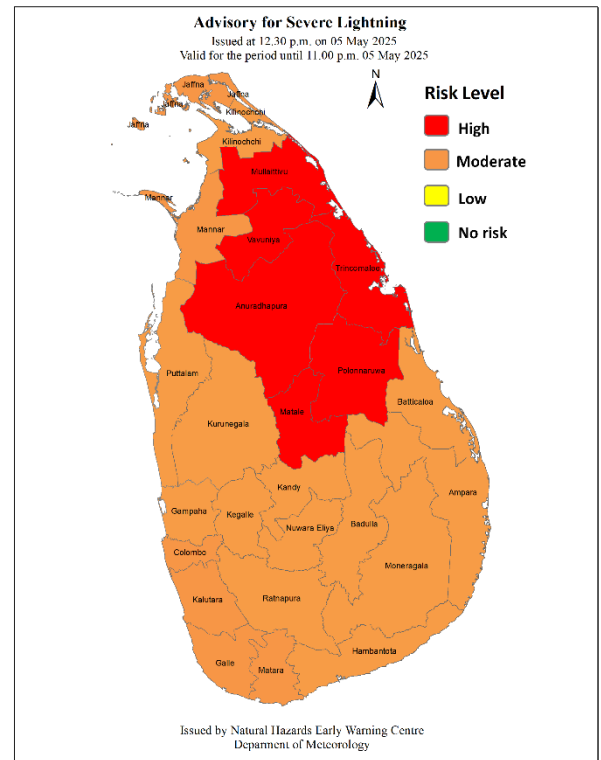 Advisory for Severe Lightning
Issued at 12.30 p.m. on 05 May 2025
Valid for the period until 11.00 p.m. 05 May 2025
N
Risk Level
High
Moderate
Low
No risk
Jaffna
Jaffna
Jaffna
Jaffna
Kilinochchi
Kilinochchi
Mullaittivu
Mannar
Mannar
Vavuniya
Trincomalee
Anuradhapura
Puttalam
Polonnaruwa
Batticaloa
Matale
Kurunegala
Kandy
Ampara
Gampaha
Kegalle
Badulla
Nuwara Eliya
Colombo
Moneragala
Kalutara
Ratnapura
Hambantota
Galle
Matara
Issued by Natural Hazards Early Warning Centre
Deparment of Meteorology